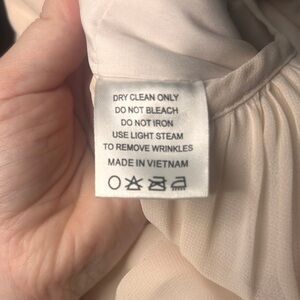 DRY CLEAN ONLY
DO NOT BLEACH
DO NOT IRON
USE LIGHT STEAM
TO REMOVE WRINKLES
MADE IN VIETNAM